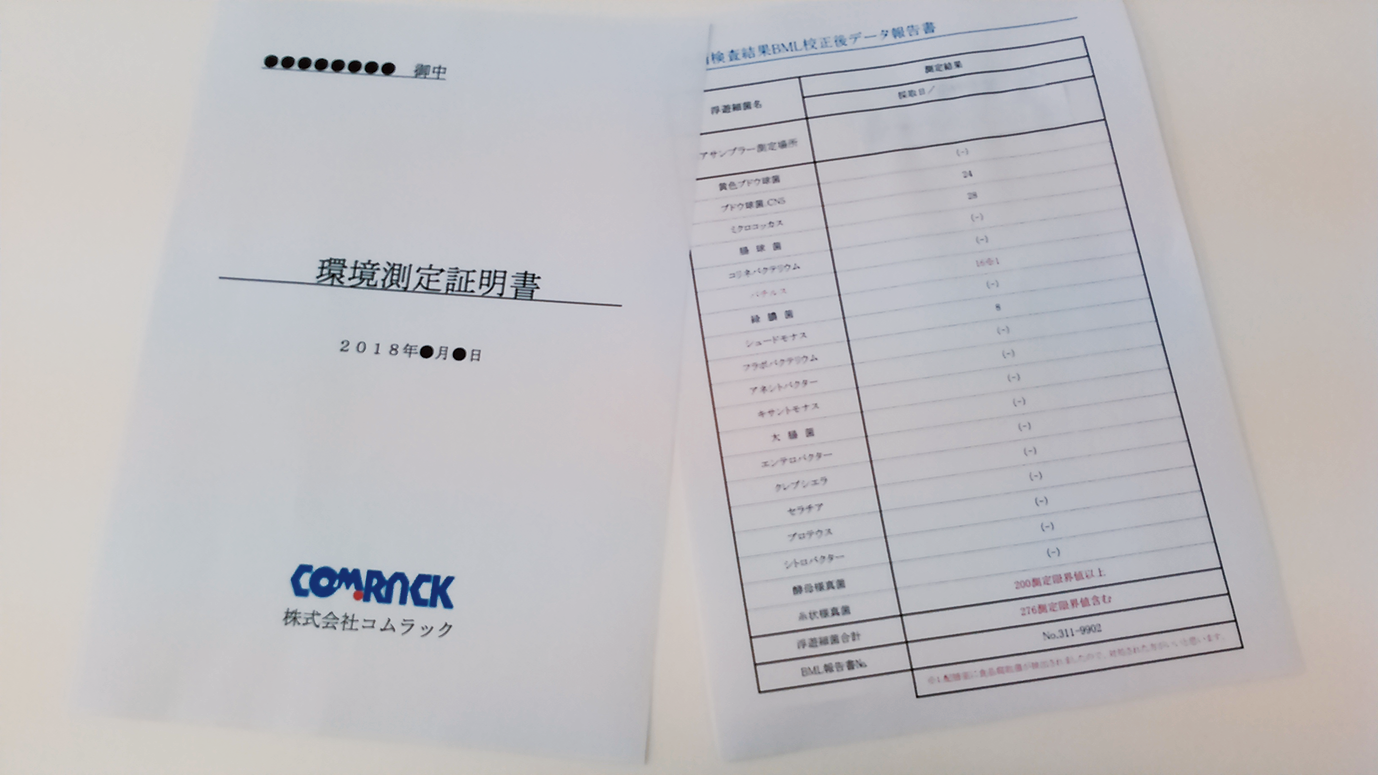 ●●●●●●●● 御中
環境測定証明書
2018年●月●日
COMRACK
株式会社コムラック
検査結果BML校正後データ報告書
浮遊細菌名
測定結果
採取日/
アサンプラー測定場所
黄色ブドウ球菌 (-)
ブドウ球菌.CNS 24
ミクロコッカス 28
腸球菌 (-)
コリネバクテリウム (-)
バチルス 16※1
緑膿菌 (-)
シュードモナス 8
フラボバクテリウム (-)
アネシトバクター (-)
キサントモナス (-)
大腸菌 (-)
エンテロバクター (-)
クレブシエラ (-)
セラチア (-)
プロテウス (-)
シトロバクター (-)
酵母様真菌 (-)
糸状様真菌 200測定限界値以上
浮遊細菌合計 276測定限界値含む
BML報告書No. No.311-9902